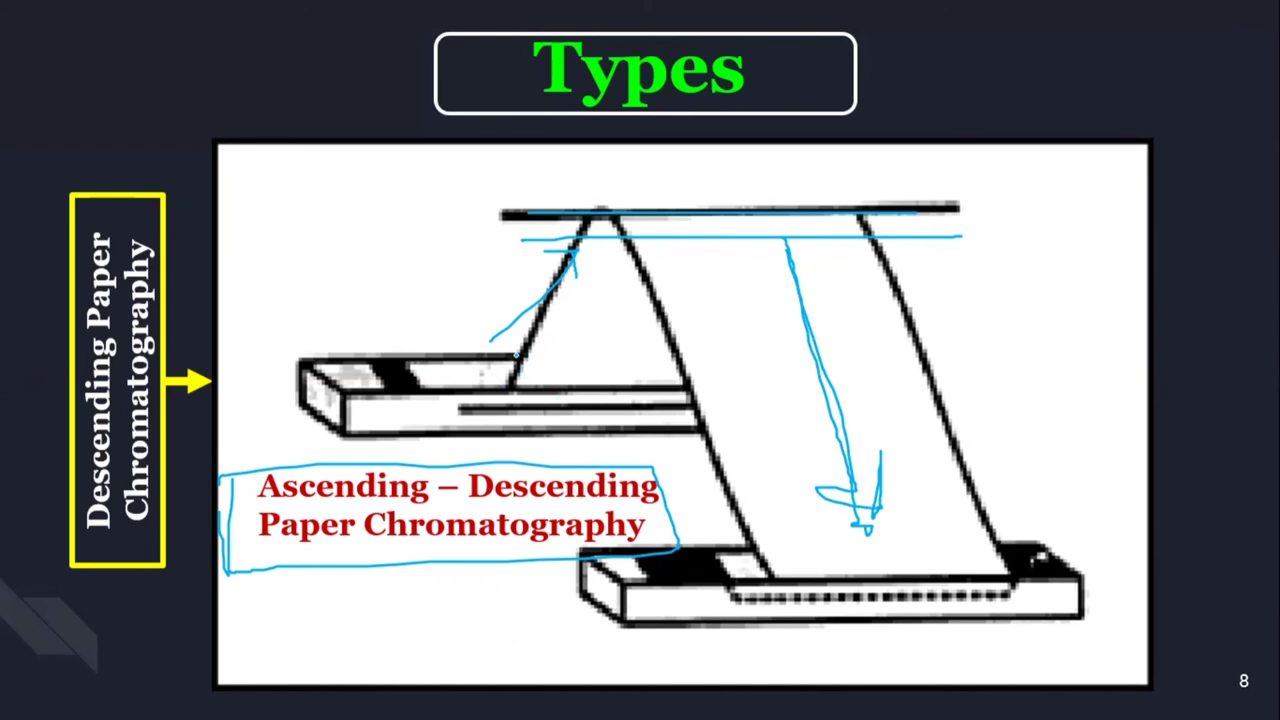 Types
Descending Paper
Chromatography
Ascending – Descending
Paper Chromatography
8